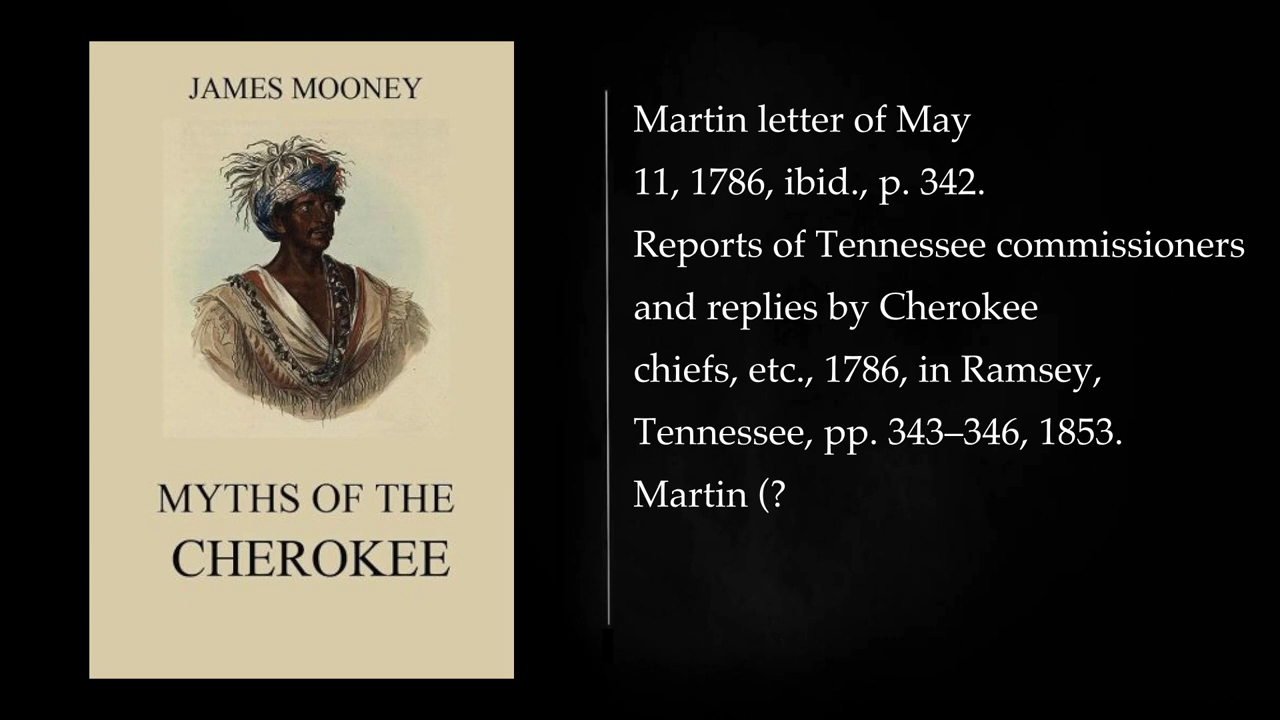 JAMES MOONEY
MYTHS OF THE
CHEROKEE
Martin letter of May
11, 1786, ibid., p. 342.
Reports of Tennessee commissioners
and replies by Cherokee
chiefs, etc., 1786, in Ramsey,
Tennessee, pp. 343–346, 1853.
Martin (?